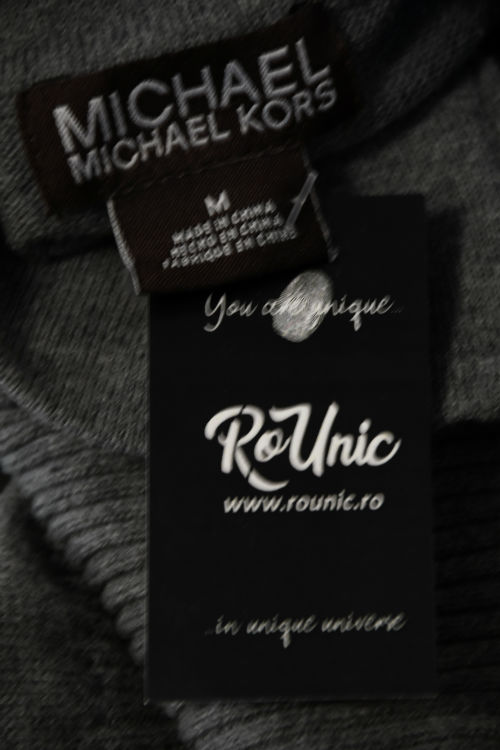 MICHAEL
MICHAEL KORS
M
MADE IN CHINA
HECHO EN CHINA
FABRIQUÉ EN CHINE
You are unique...
RoUnic
www.rounic.ro
...in unique universe